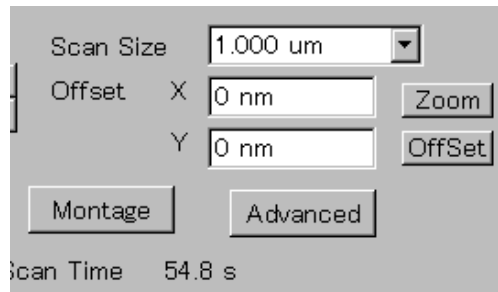 Scan Size 1.000 um
Offset X 0 nm Zoom
Y 0 nm OffSet
Montage Advanced
Scan Time 54.8 s